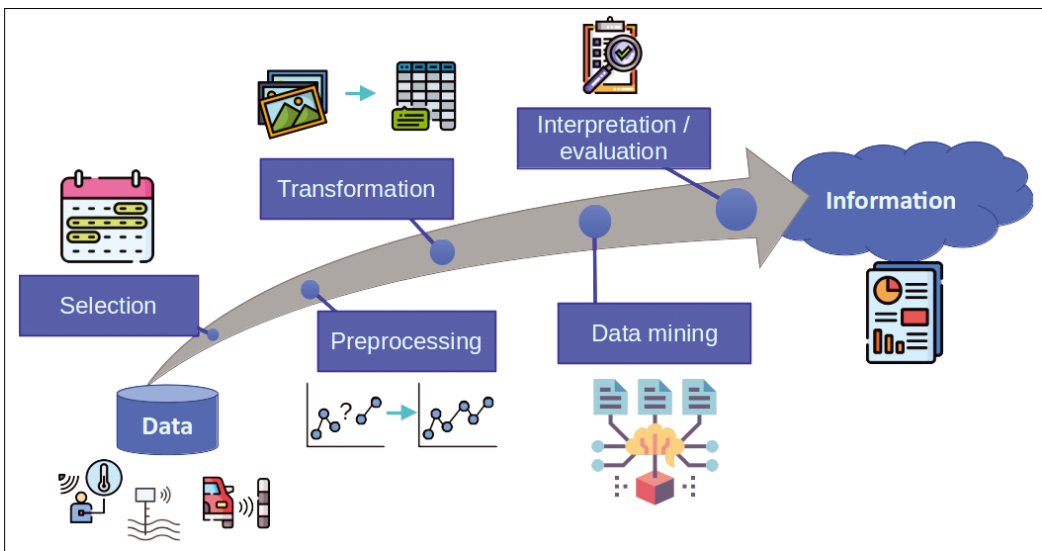 Interpretation /
evaluation
Transformation
Information
Selection
Preprocessing
Data mining
Data
?